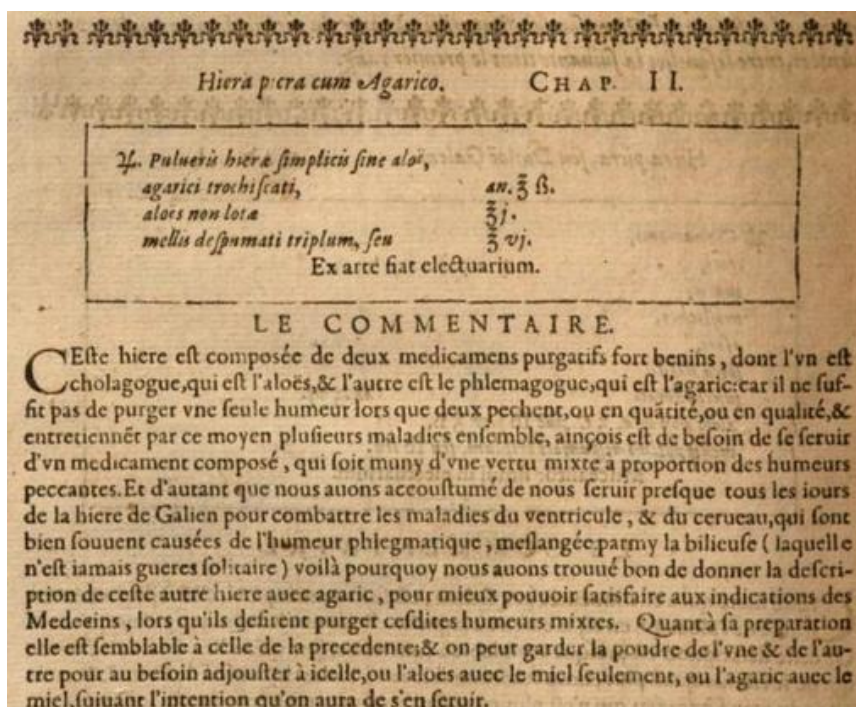 Hiera picra cum Agarico. CHAP. II.
℞. Pulueris hieræ ſimplicis ſine aloë,
agarici trochiſcati, an. ℥ ß.
aloës non lotæ ℥j.
mellis deſpumati triplum, ſeu ℥ vj.
Ex arte fiat electuarium.
LE COMMENTAIRE.
CEſte hiere eſt compoſée de deux medicamens purgatifs fort benins, dont l'vn eſt
cholagogue,qui eſt l'aloës,& l'autre eſt le phlemagogue,qui eſt l'agaric:car il ne ſuf-
fit pas de purger vne ſeule humeur lors que deux pechent,ou en quãtité,ou en qualité,&
entretiennẽt par ce moyen pluſieurs maladies enſemble, ainçois eſt de beſoin de ſe ſeruir
d'vn medicament compoſé, qui ſoit muny d'vne vertu mixte a proportion des humeurs
peccantes.Et d'autant que nous auons accouſtumé de nous ſeruir preſque tous les iours
de la hiere de Galien pour combattre les maladies du ventricule, & du cerueau,qui ſont
bien ſouuent cauſées de l'humeur phlegmatique, meſlangée parmy la bilieuſe ( laquelle
n'eſt iamais gueres ſolitaire ) voilà pourquoy nous auons trouué bon de donner la deſcri-
ption de ceſte autre hiere auec agaric, pour mieux pouuoir ſatisfaire aux indications des
Medecins, lors qu'ils deſirent purger ceſdites humeurs mixtes. Quant à ſa preparation
elle eſt ſemblable à celle de la precedente;& on peut garder la poudre de l'vne & de l'au-
tre pour au beſoin adjouſter à icelle,ou l'aloës auec le miel ſeulement, ou l'agaric auec le
miel,ſuiuant l'intention qu'on aura de s'en ſeruir.